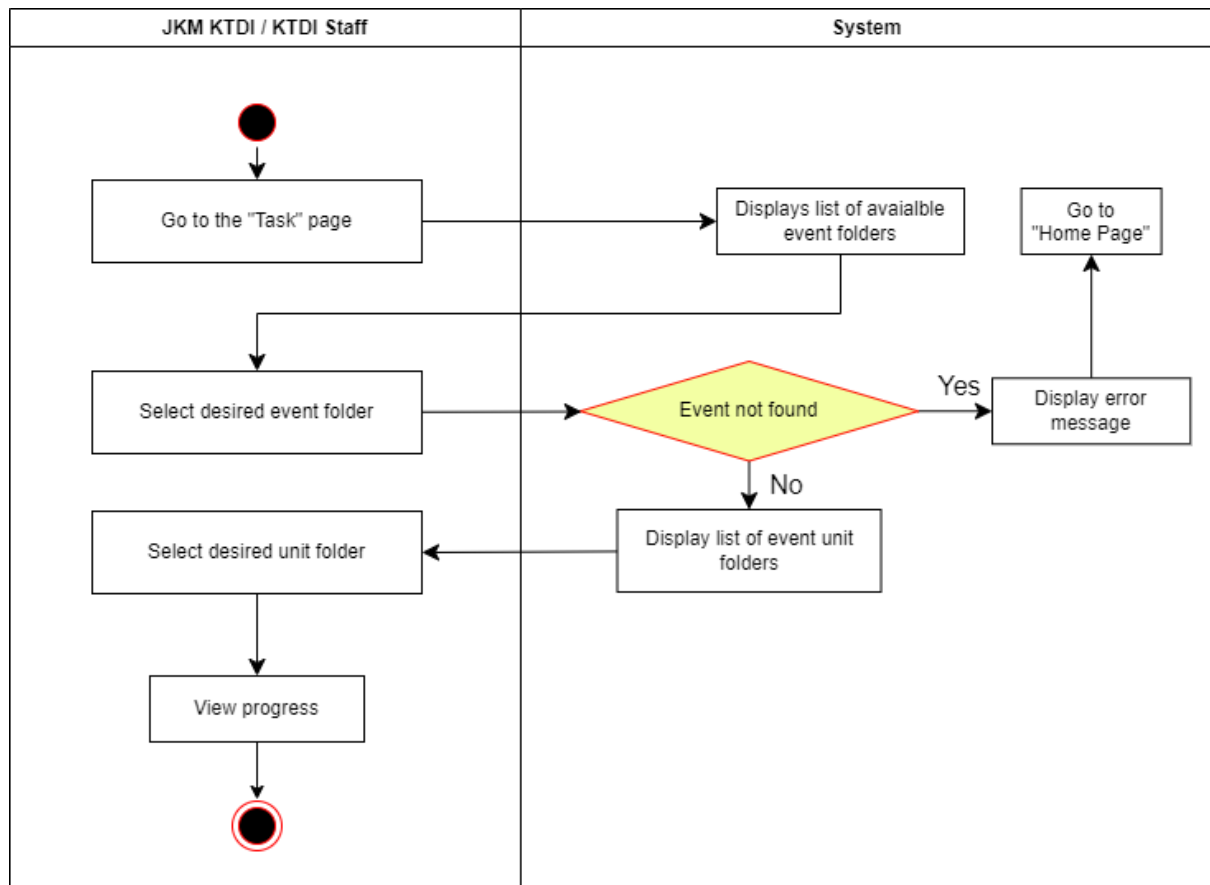 JKM KTDI / KTDI Staff
System
Go to the "Task" page
Displays list of avaialble
event folders
Go to
"Home Page"
Select desired event folder
Event not found
Yes
Display error
message
No
Select desired unit folder
Display list of event unit
folders
View progress